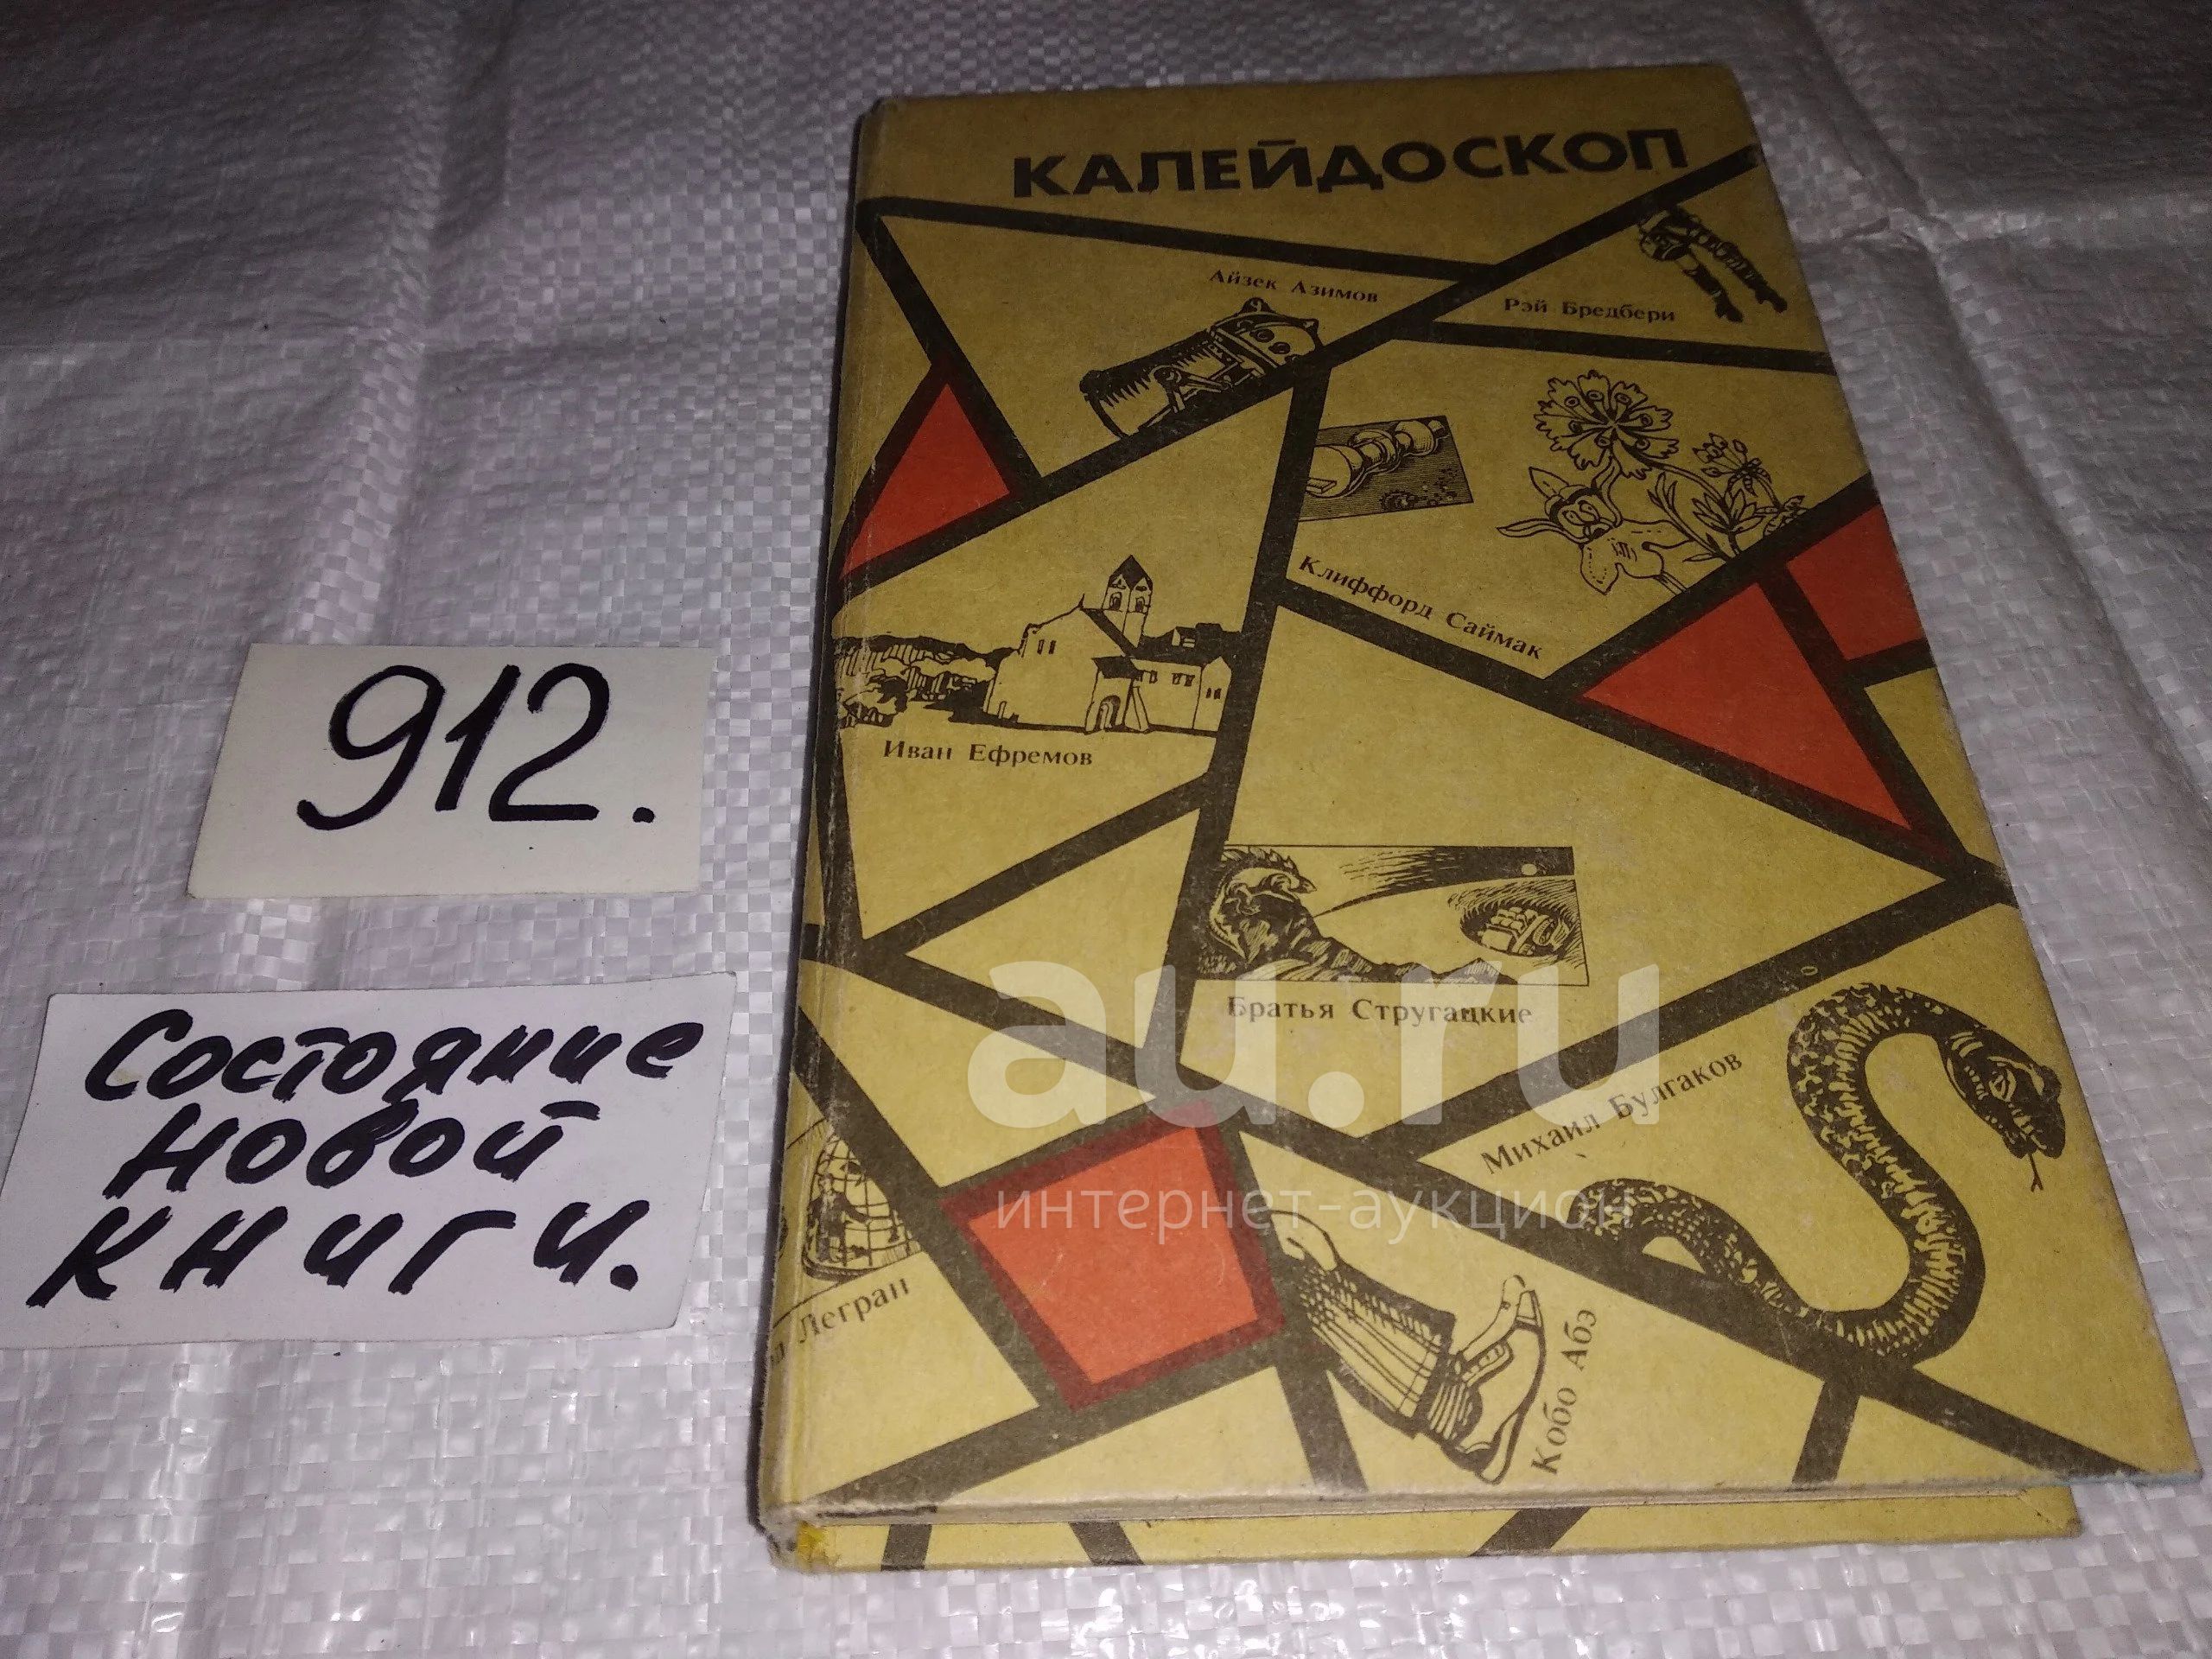 КАЛЕЙДОСКОП
Айзек Азимов
Рэй Бредбери
Клиффорд Саймак
Иван Ефремов
Братья Стругацкие
Михаил Булгаков
Легран
Кобо Абэ
912.
Состояние
новой
книги.
au.ru
интернет-аукцион